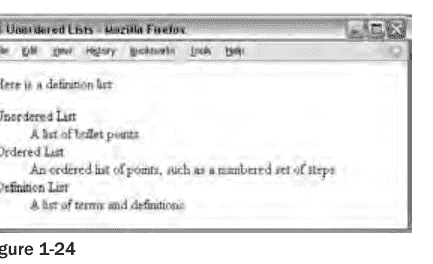 Unordered Lists - Mozilla Firefox
Edit View History Bookmarks Tools Help
Here is a definition list
Unordered List
A list of bullet points
Ordered List
An ordered list of points, such as a numbered set of steps
Definition List
A list of terms and definitions
gure 1-24